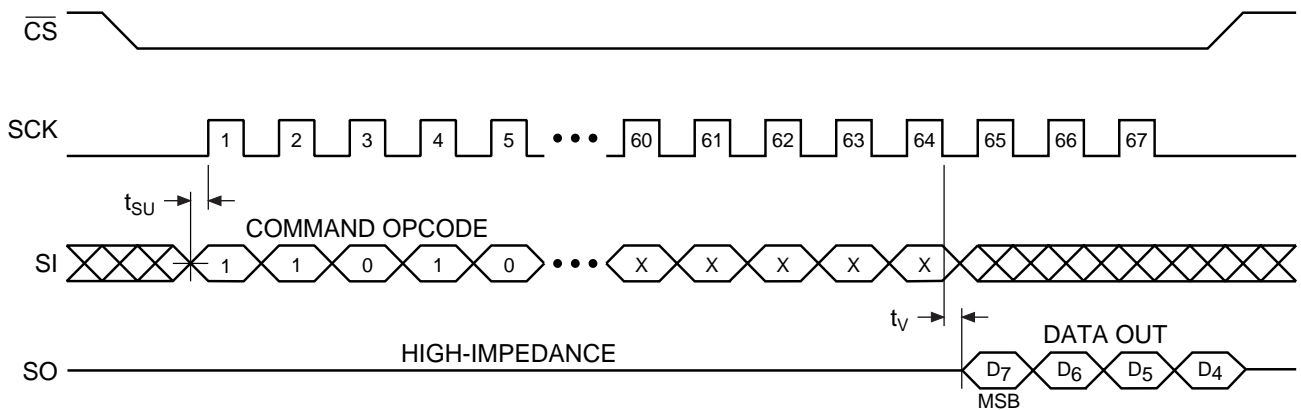 CS
SCK 1 2 3 4 5 ••• 60 61 62 63 64 65 66 67
tSU
COMMAND OPCODE
SI 1 1 0 1 0 ••• X X X X X
tV
HIGH-IMPEDANCE
DATA OUT
SO D7 D6 D5 D4
MSB